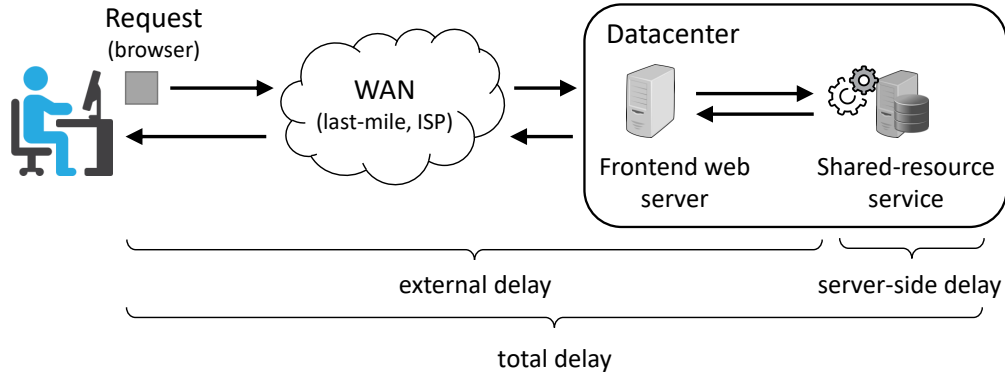 Request
(browser)
WAN
(last-mile, ISP)
Datacenter
Frontend web
server
Shared-resource
service
external delay
server-side delay
total delay